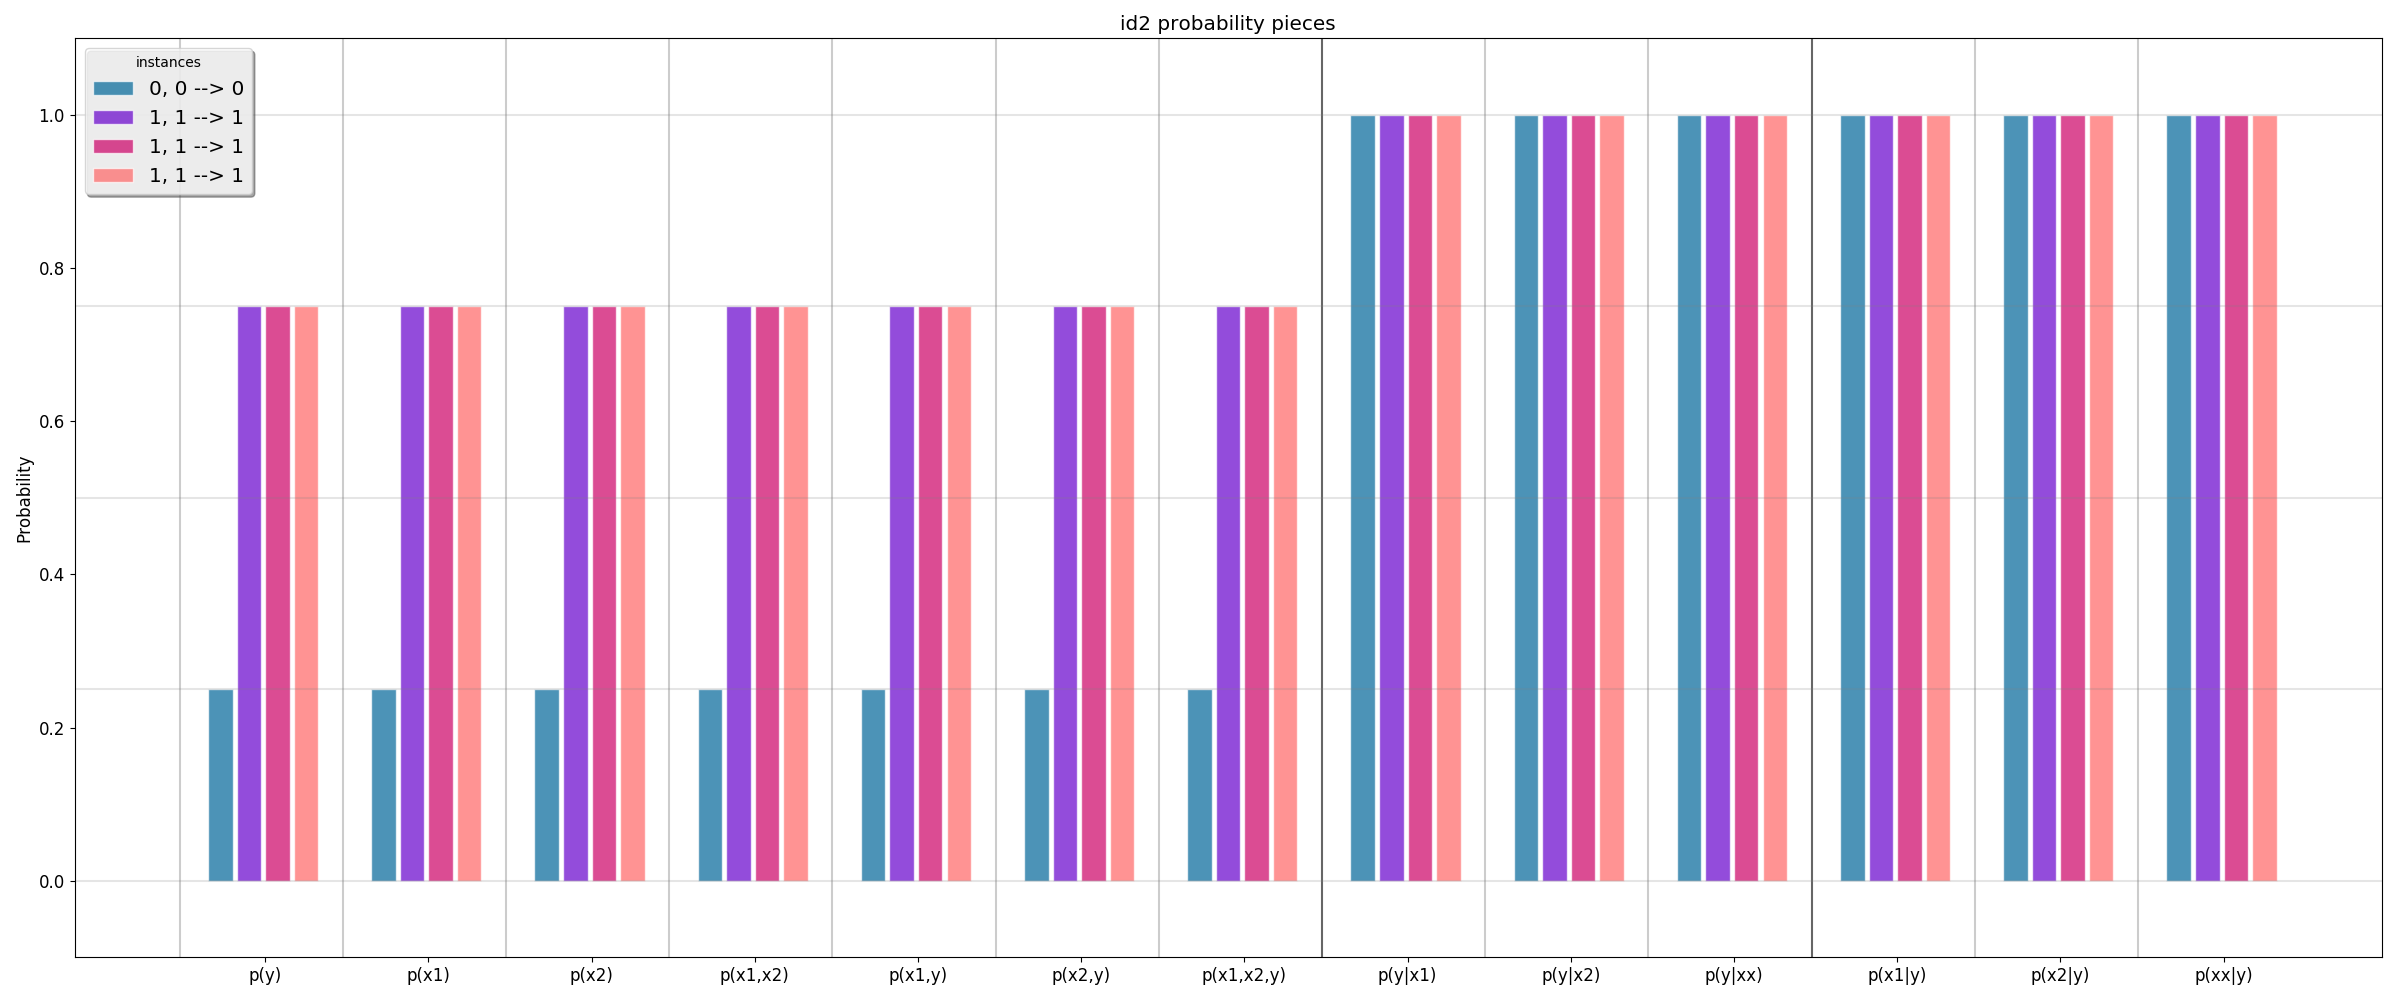 id2 probability pieces
instances
0, 0 --> 0
1, 1 --> 1
1, 1 --> 1
1, 1 --> 1
Probability
1.0
0.8
0.6
0.4
0.2
0.0
p(y) p(x1) p(x2) p(x1,x2) p(x1,y) p(x2,y) p(x1,x2,y) p(y|x1) p(y|x2) p(y|xx) p(x1|y) p(x2|y) p(xx|y)